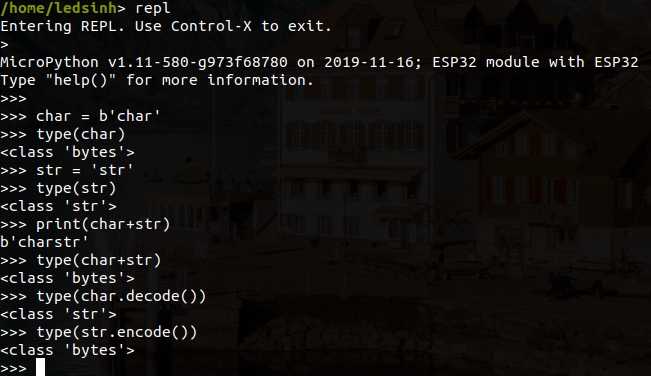 /home/ledsinh> repl
Entering REPL. Use Control-X to exit.
>
MicroPython v1.11-580-g973f68780 on 2019-11-16; ESP32 module with ESP32
Type "help()" for more information.
>>>
>>> char = b'char'
>>> type(char)
<class 'bytes'>
>>> str = 'str'
>>> type(str)
<class 'str'>
>>> print(char+str)
b'charstr'
>>> type(char+str)
<class 'bytes'>
>>> type(char.decode())
<class 'str'>
>>> type(str.encode())
<class 'bytes'>
>>>